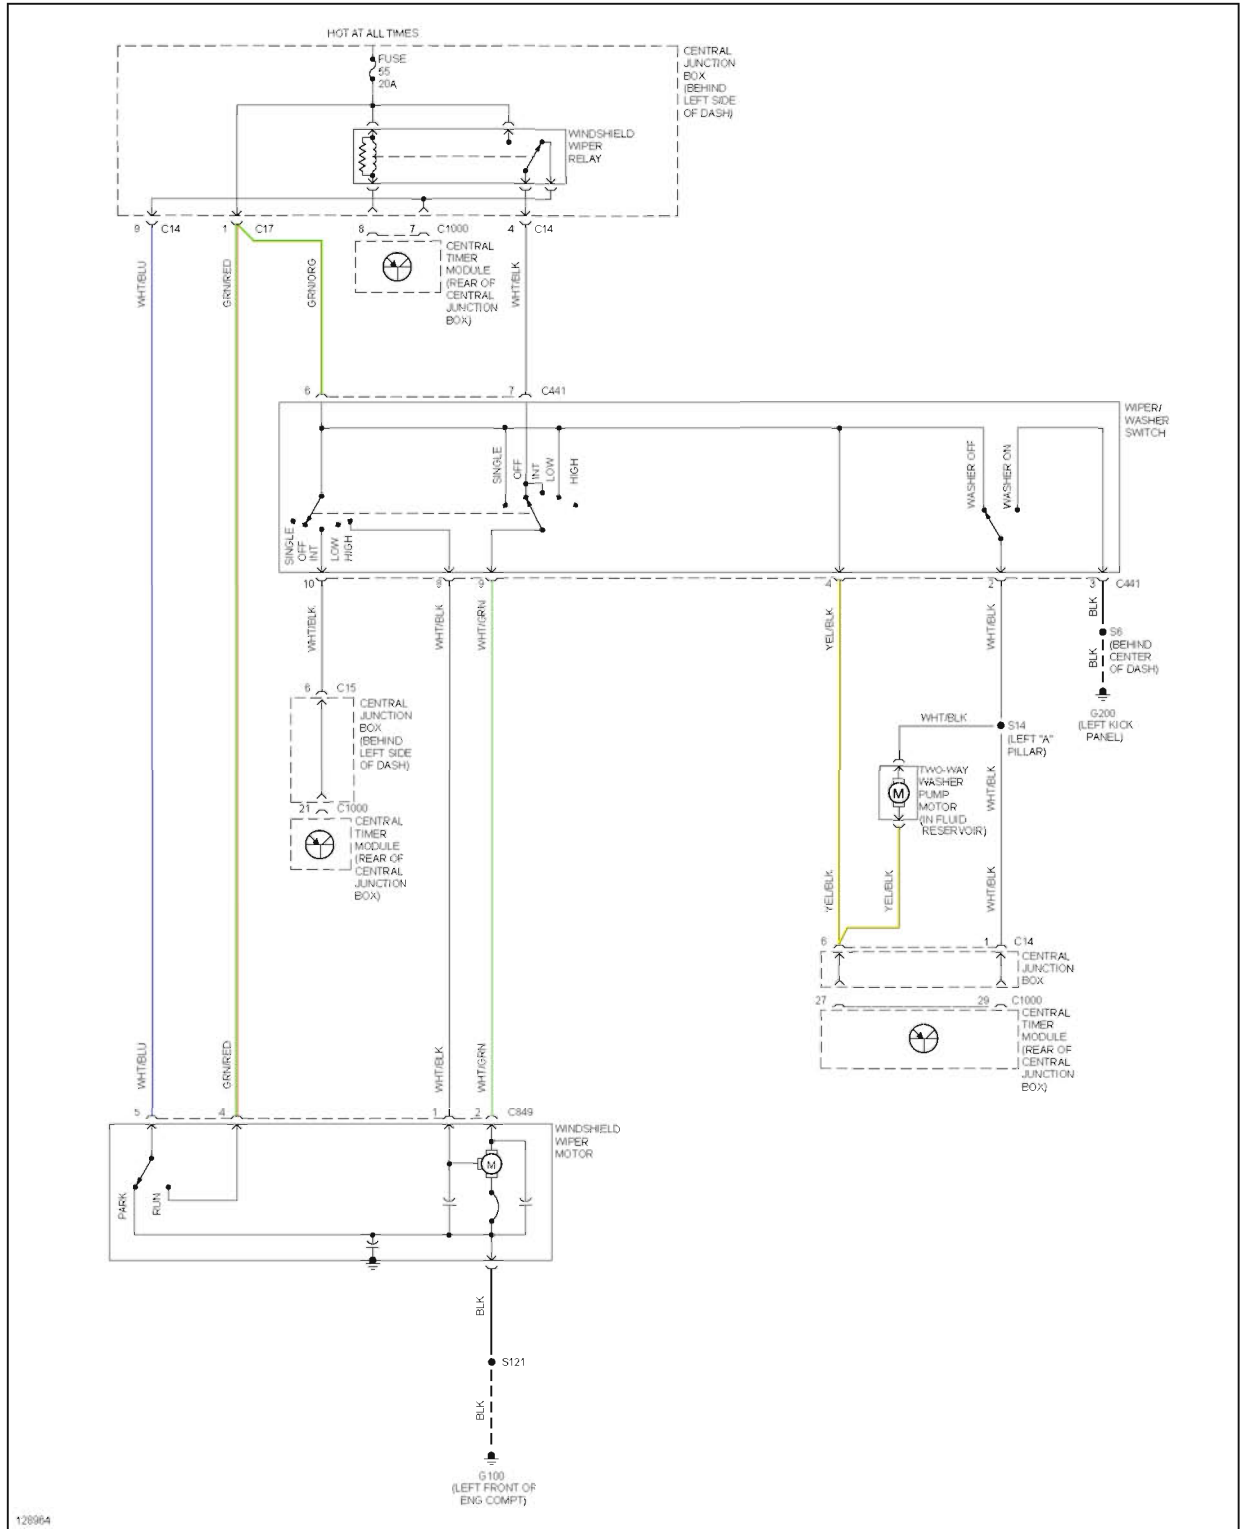 HOT AT ALL TIMES
FUSE
55
20A
CENTRAL
JUNCTION
BOX
(BEHIND
LEFT SIDE
OF DASH)
WINDSHIELD
WIPER
RELAY
9 C14
1 C17
8 7 C1000
4 C14
CENTRAL
TIMER
MODULE
(REAR OF
CENTRAL
JUNCTION
BOX)
WHT/BLU
GRN/RED
GRN/ORG
WHT/BLK
6 7 C441
WIPER/
WASHER
SWITCH
SINGLE
OFF
INT
LOW
HIGH
WASHER OFF
WASHER ON
SINGLE
OFF
INT
LOW
HIGH
10 8 9 4 2 3 C441
WHT/BLK
WHT/BLK
WHT/GRN
YEL/BLK
WHT/BLK
BLK
S6
(BEHIND
CENTER
OF DASH)
BLK
G200
(LEFT KICK
PANEL)
6 C15
CENTRAL
JUNCTION
BOX
(BEHIND
LEFT SIDE
OF DASH)
21 C1000
CENTRAL
TIMER
MODULE
(REAR OF
CENTRAL
JUNCTION
BOX)
WHT/BLK
S14
(LEFT "A"
PILLAR)
M
TWO-WAY
WASHER
PUMP
MOTOR
(IN FLUID
RESERVOIR)
WHT/BLK
YEL/BLK
YEL/BLK
WHT/BLK
6 1 C14
CENTRAL
JUNCTION
BOX
27 29 C1000
CENTRAL
TIMER
MODULE
(REAR OF
CENTRAL
JUNCTION
BOX)
WHT/BLU
GRN/RED
WHT/BLK
WHT/GRN
5 4 1 2 C849
WINDSHIELD
WIPER
MOTOR
M
PARK
RUN
BLK
S121
BLK
G100
(LEFT FRONT OF
ENG COMPT)
128964